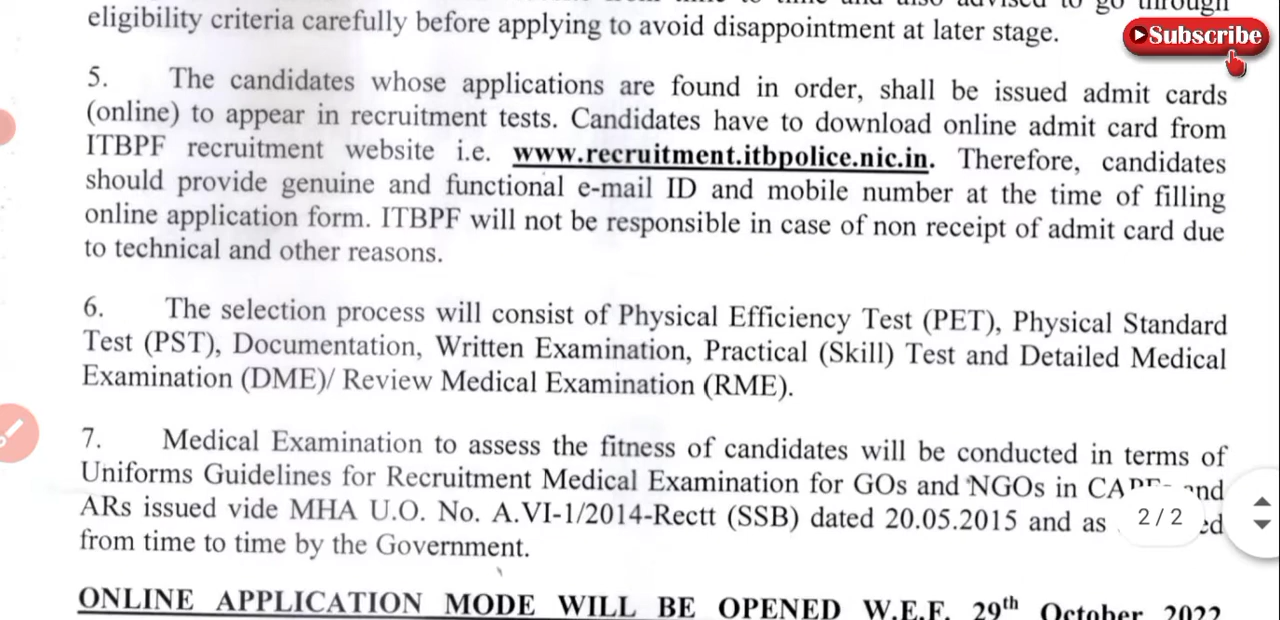 eligibility criteria carefully before applying to avoid disappointment at later stage.
Subscribe
5. The candidates whose applications are found in order, shall be issued admit cards
(online) to appear in recruitment tests. Candidates have to download online admit card from
ITBPF recruitment website i.e. www.recruitment.itbpolice.nic.in. Therefore, candidates
should provide genuine and functional e-mail ID and mobile number at the time of filling
online application form. ITBPF will not be responsible in case of non receipt of admit card due
to technical and other reasons.
6. The selection process will consist of Physical Efficiency Test (PET), Physical Standard
Test (PST), Documentation, Written Examination, Practical (Skill) Test and Detailed Medical
Examination (DME)/ Review Medical Examination (RME).
7. Medical Examination to assess the fitness of candidates will be conducted in terms of
Uniforms Guidelines for Recruitment Medical Examination for GOs and NGOs in and
ARs issued vide MHA U.O. No. A.VI-1/2014-Rectt (SSB) dated 20.05.2015 and as
2 / 2
from time to time by the Government.
ONLINE APPLICATION MODE WILL BE OPENED W.E.F. 29th October 2022